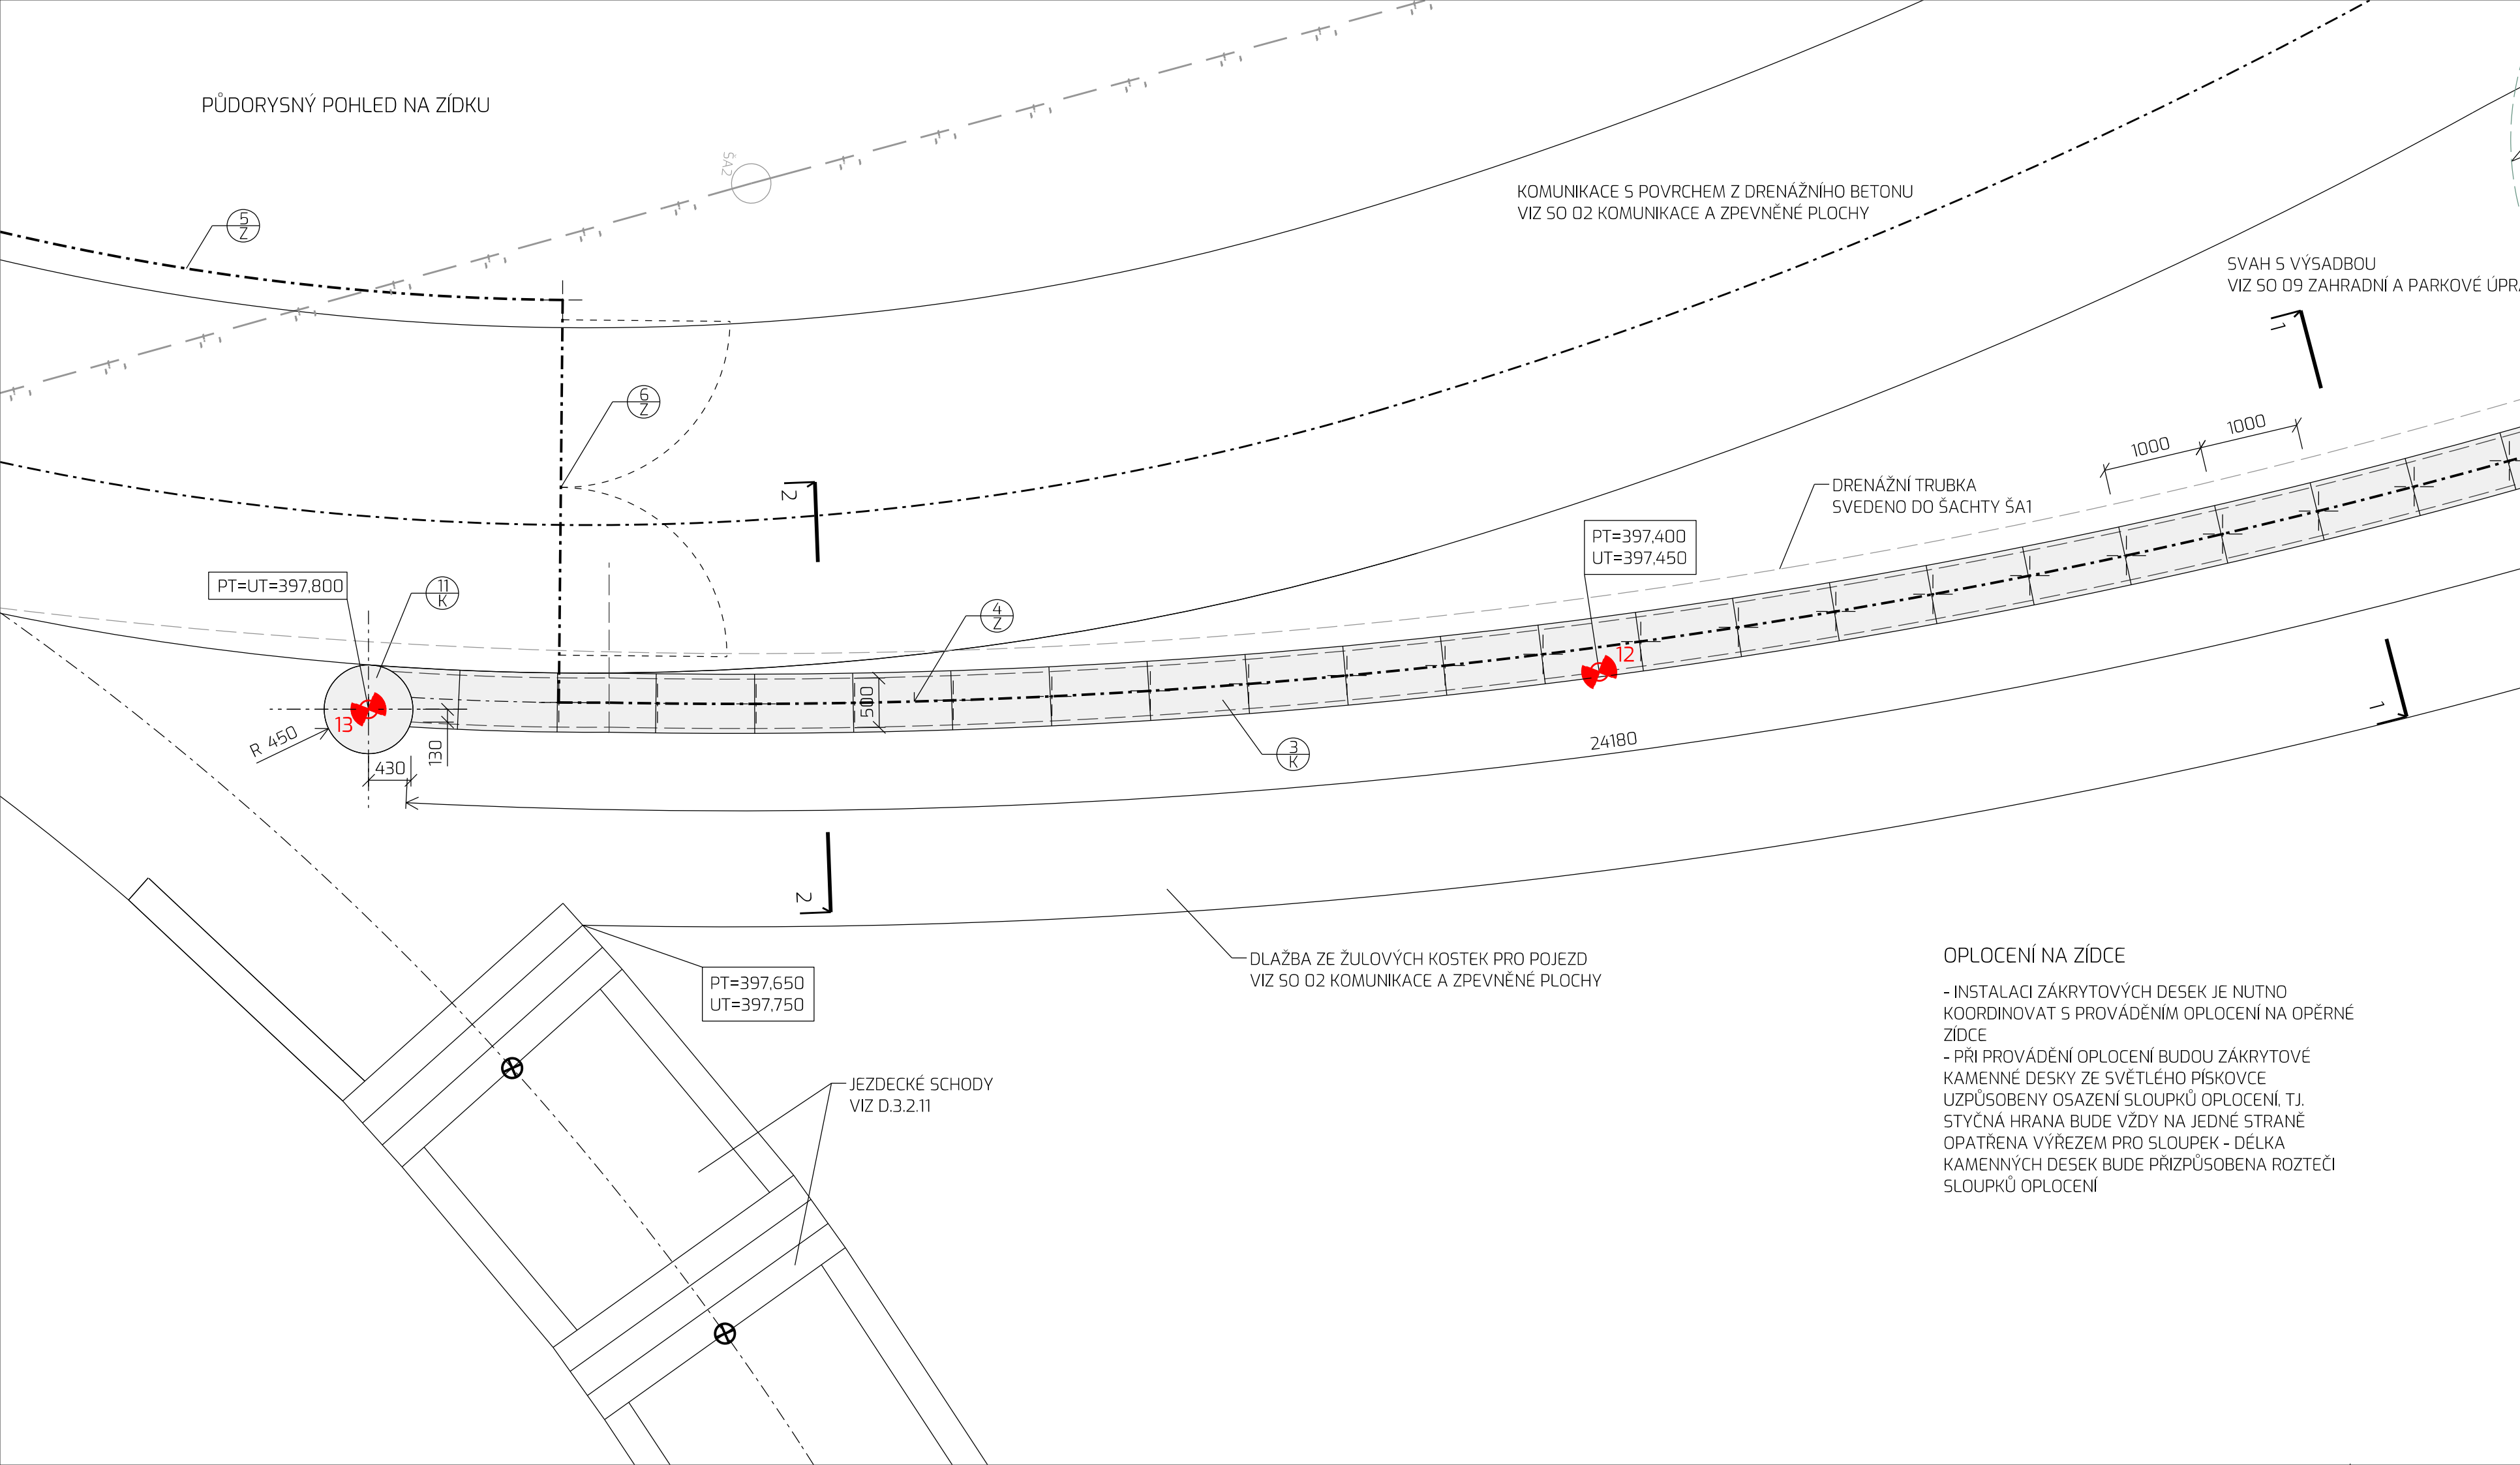 PŮDORYSNÝ POHLED NA ZÍDKU
ŠA2
5
Z
KOMUNIKACE S POVRCHEM Z DRENÁŽNÍHO BETONU
VIZ SO 02 KOMUNIKACE A ZPEVNĚNÉ PLOCHY
SVAH S VÝSADBOU
VIZ SO 09 ZAHRADNÍ A PARKOVÉ ÚPRA
1
6
Z
1000
1000
2
DRENÁŽNÍ TRUBKA
SVEDENO DO ŠACHTY ŠA1
PT=397,400
UT=397,450
PT=UT=397,800
11
K
4
Z
12
13
500
1
R 450
130
430
3
K
24180
2
DLAŽBA ZE ŽULOVÝCH KOSTEK PRO POJEZD
VIZ SO 02 KOMUNIKACE A ZPEVNĚNÉ PLOCHY
PT=397,650
UT=397,750
JEZDECKÉ SCHODY
VIZ D.3.2.11
OPLOCENÍ NA ZÍDCE
- INSTALACI ZÁKRYTOVÝCH DESEK JE NUTNO
KOORDINOVAT S PROVÁDĚNÍM OPLOCENÍ NA OPĚRNÉ
ZÍDCE
- PŘI PROVÁDĚNÍ OPLOCENÍ BUDOU ZÁKRYTOVÉ
KAMENNÉ DESKY ZE SVĚTLÉHO PÍSKOVCE
UZPŮSOBENY OSAZENÍ SLOUPKŮ OPLOCENÍ, TJ.
STYČNÁ HRANA BUDE VŽDY NA JEDNÉ STRANĚ
OPATŘENA VÝŘEZEM PRO SLOUPEK - DÉLKA
KAMENNÝCH DESEK BUDE PŘIZPŮSOBENA ROZTEČI
SLOUPKŮ OPLOCENÍ